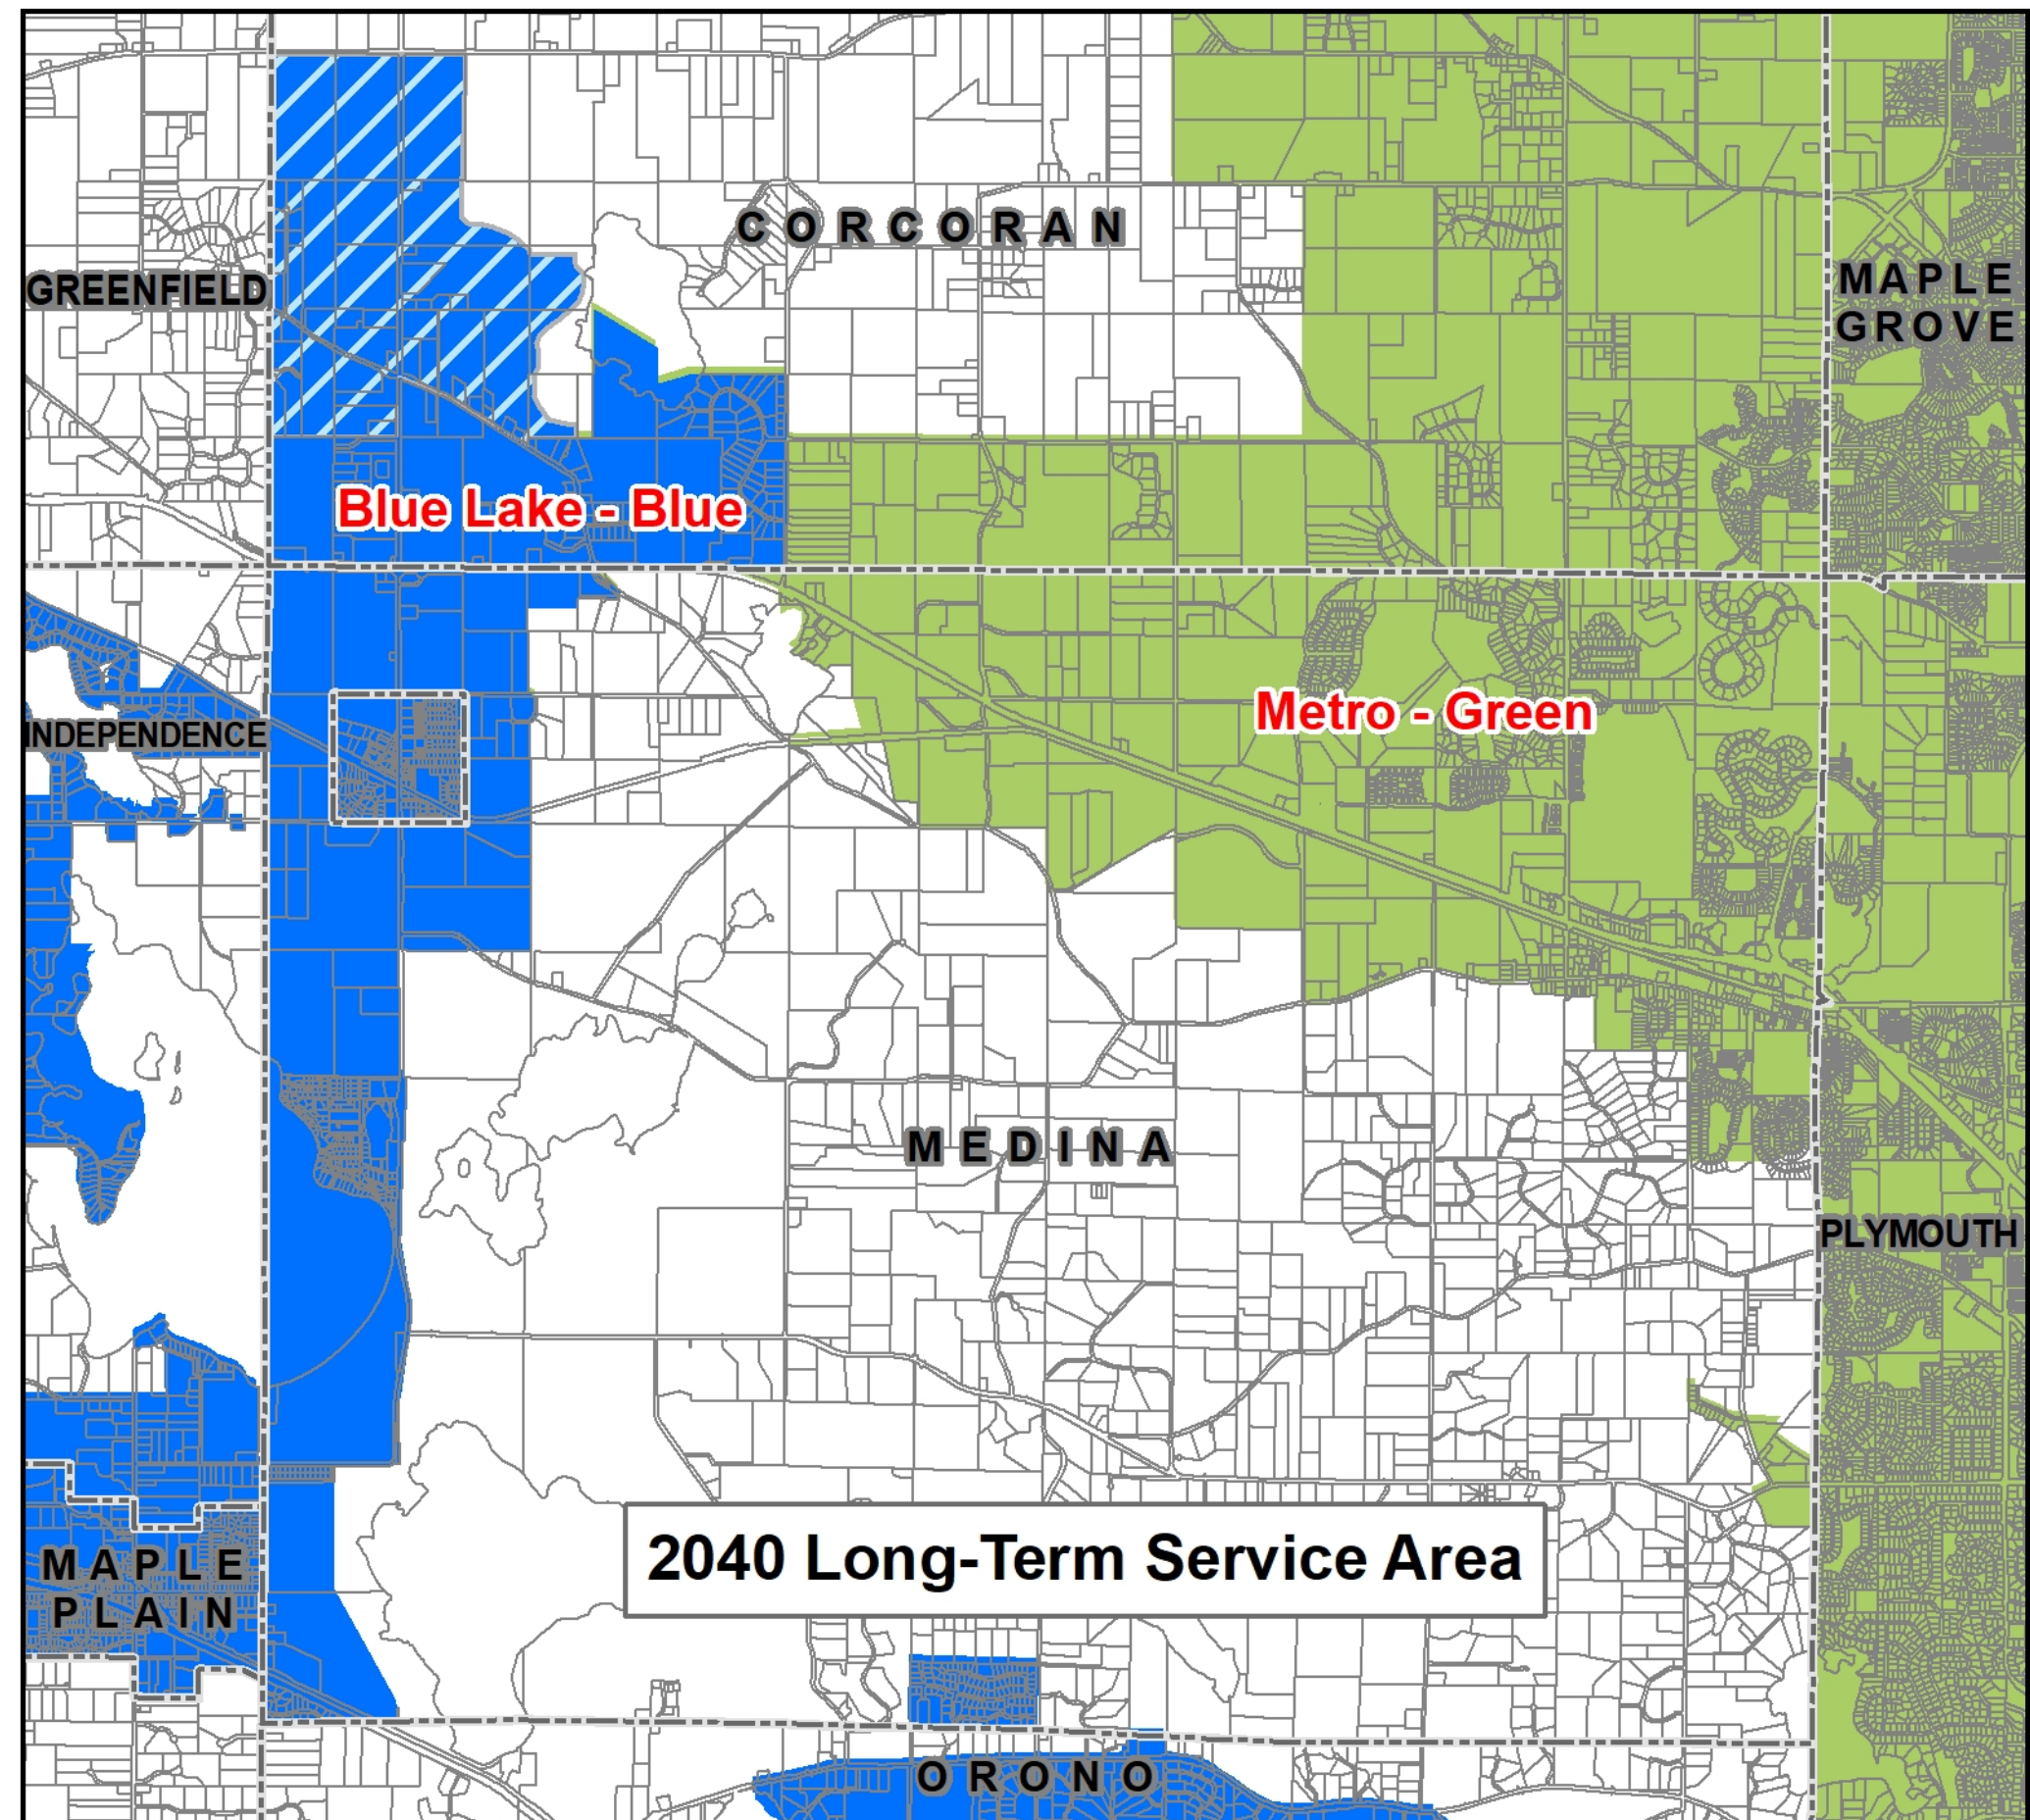 CORCORAN
GREENFIELD
MAPLE
GROVE
Blue Lake - Blue
Metro - Green
INDEPENDENCE
MEDINA
PLYMOUTH
2040 Long-Term Service Area
MAPLE
PLAIN
ORONO